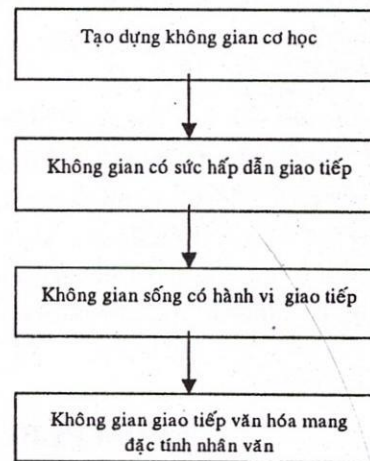 Tạo dựng không gian cơ học
Không gian có sức hấp dẫn giao tiếp
Không gian sống có hành vi giao tiếp
Không gian giao tiếp văn hóa mang
đặc tính nhân văn